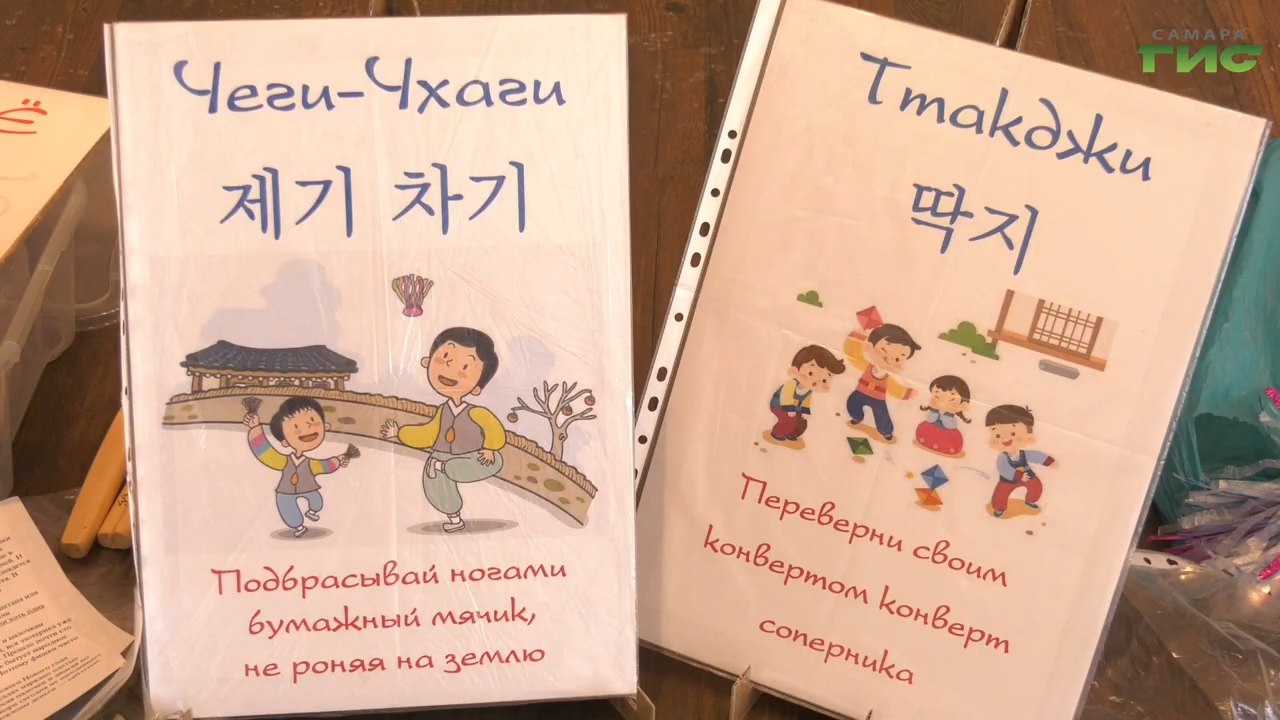 Чеги-Чхаги
제기 차기
Подбрасывай ногами
бумажный мячик,
не роняя на землю
Ттакджи
딱지
Переверни своим
конвертом конверт
соперника
САМАРА
ГИС